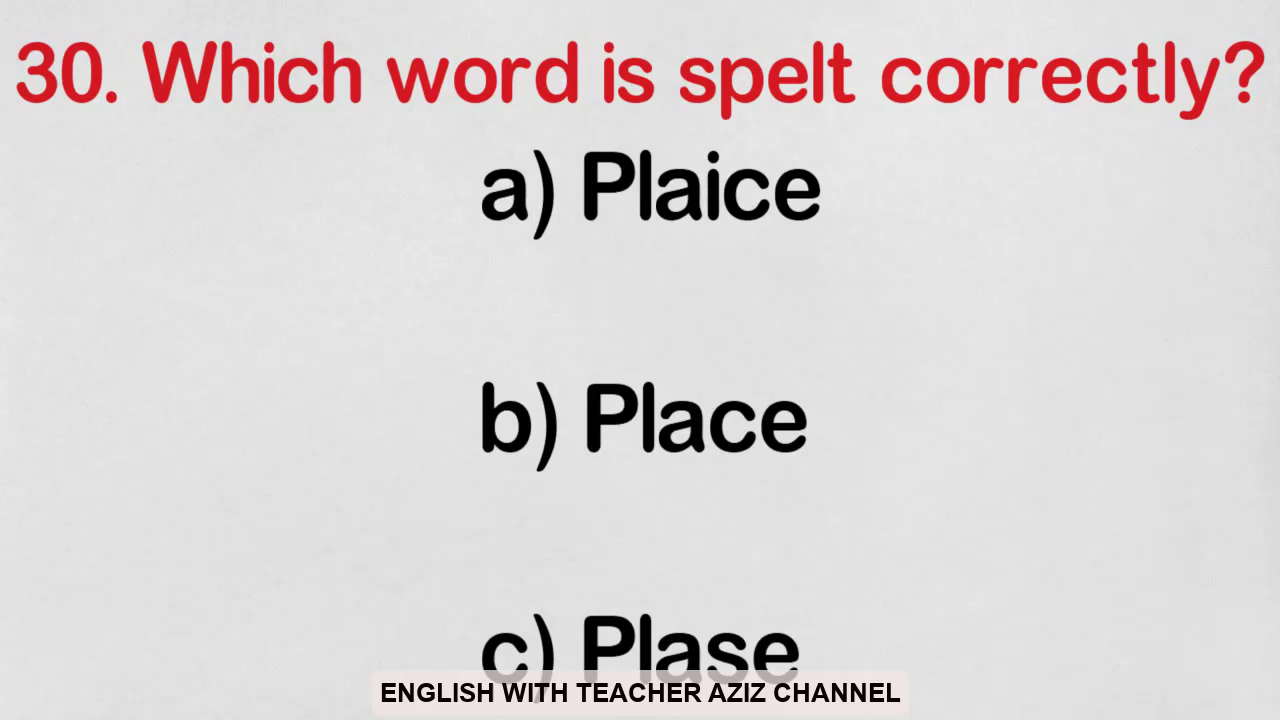 30. Which word is spelt correctly?
a) Plaice
b) Place
c) Plase
ENGLISH WITH TEACHER AZIZ CHANNEL